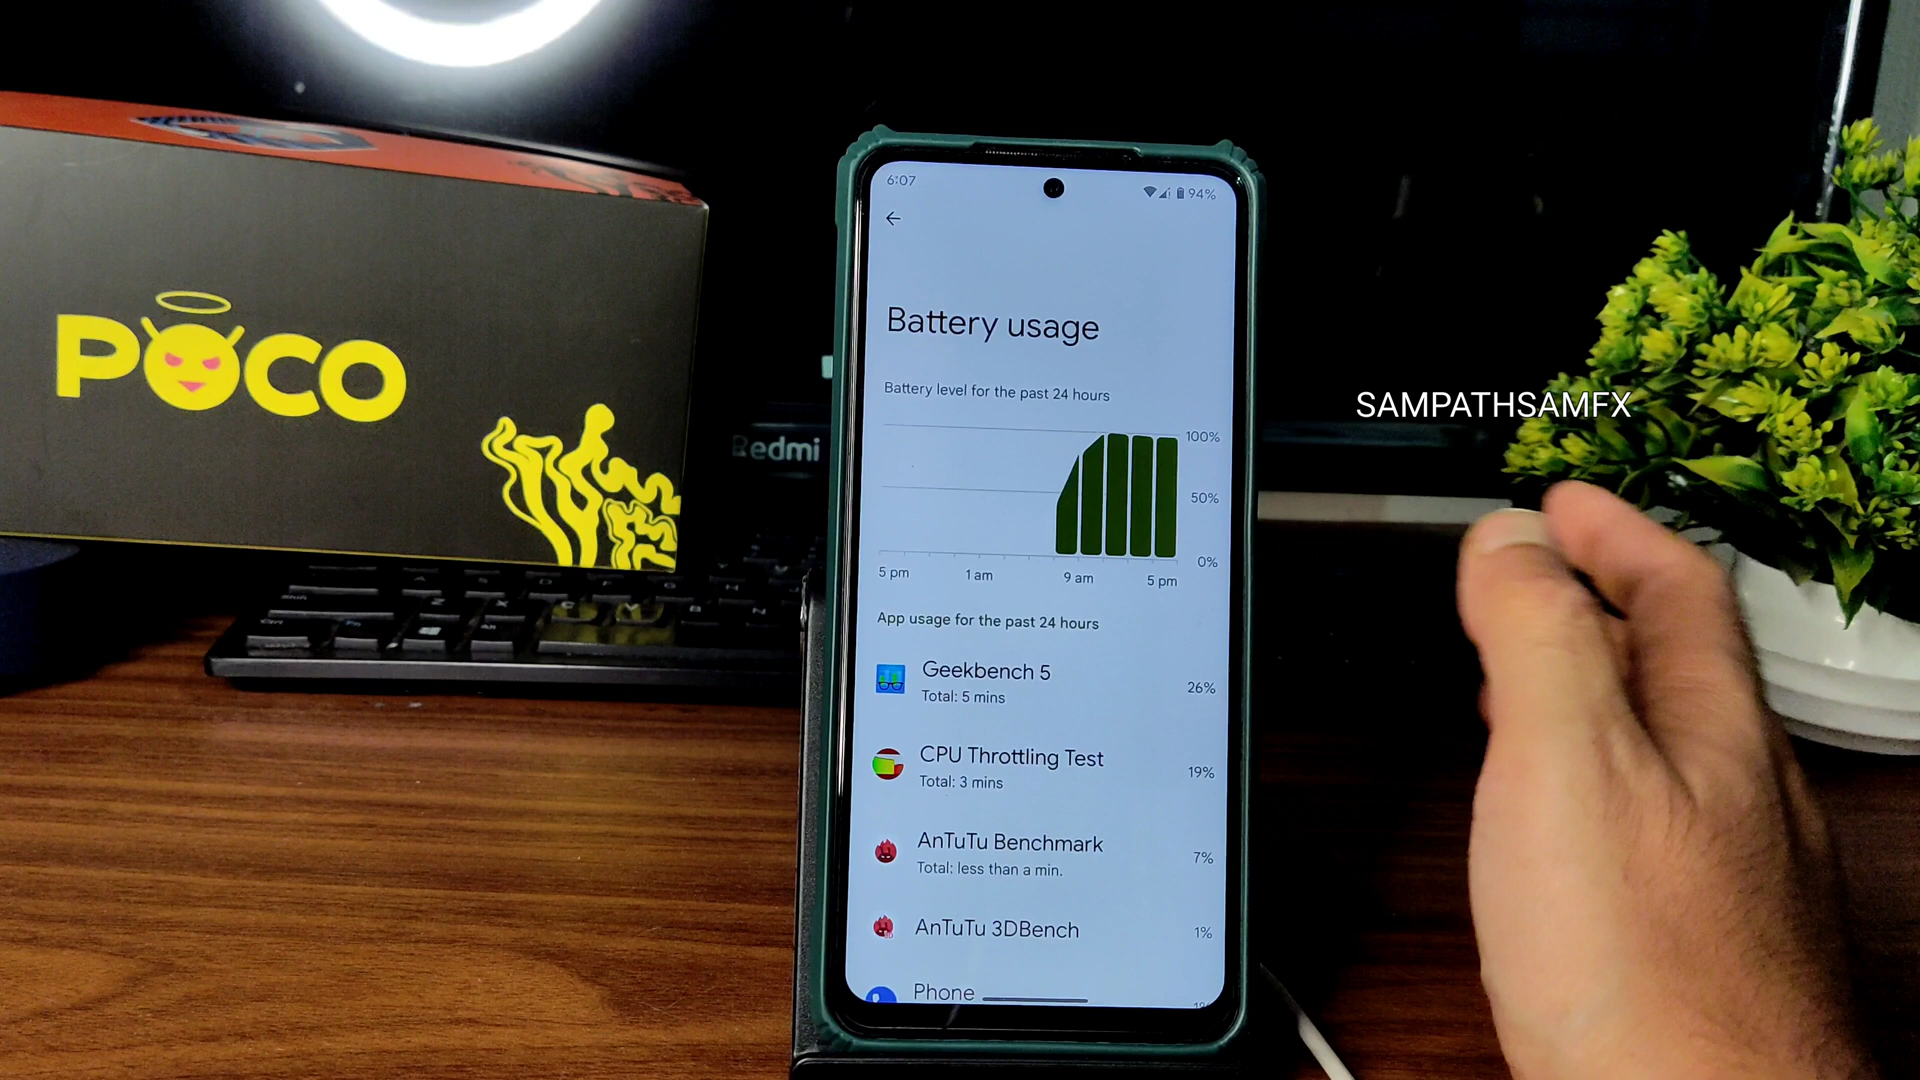 POCO
Redmi
6:07
94%
Battery usage
Battery level for the past 24 hours
100%
50%
0%
5 pm
1 am
9 am
5 pm
App usage for the past 24 hours
Geekbench 5
26%
Total: 5 mins
CPU Throttling Test
19%
Total: 3 mins
AnTuTu Benchmark
7%
Total: less than a min.
AnTuTu 3DBench
1%
Phone
SAMPATHSAMFX